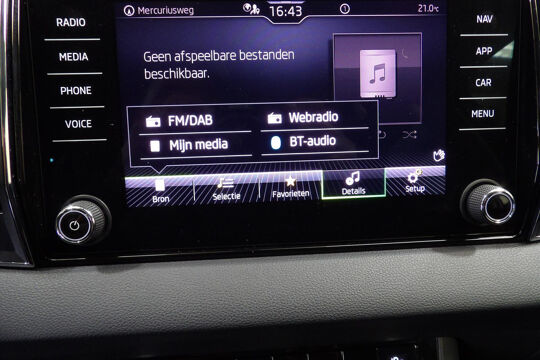 Mercuriusweg 16:43 1 21.0°C
RADIO
MEDIA
PHONE
VOICE
Geen afspeelbare bestanden
beschikbaar.
FM/DAB Webradio
Mijn media BT-audio
Bron Selectie Favorieten Details Setup
NAV
APP
CAR
MENU